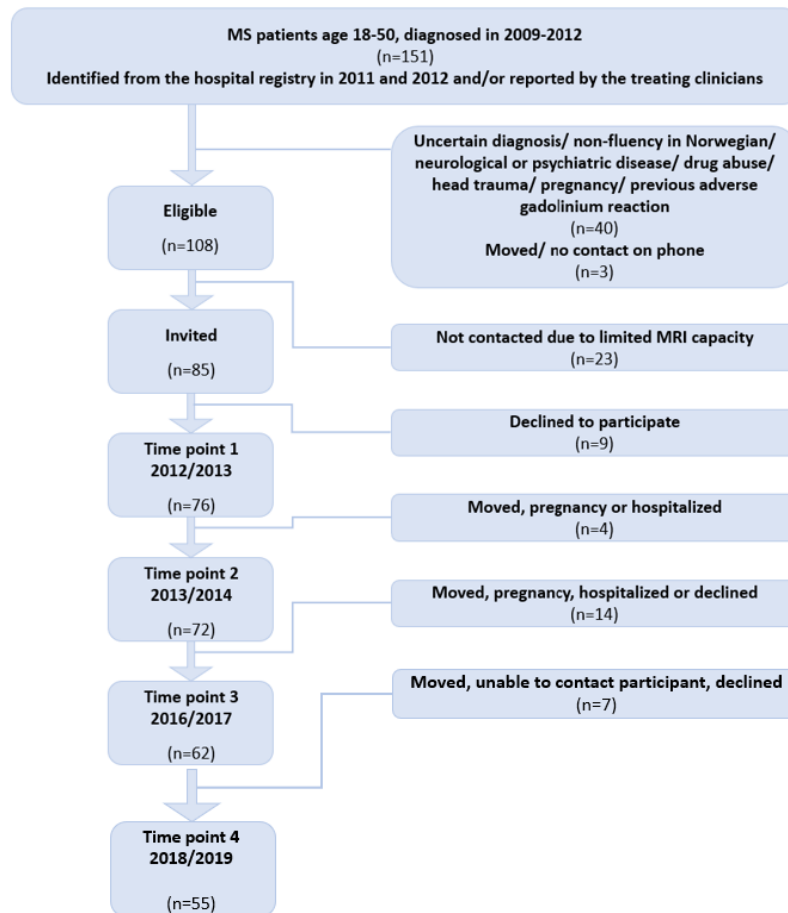 MS patients age 18-50, diagnosed in 2009-2012
(n=151)
Identified from the hospital registry in 2011 and 2012 and/or reported by the treating clinicians
Uncertain diagnosis/ non-fluency in Norwegian/
neurological or psychiatric disease/ drug abuse/
head trauma/ pregnancy/ previous adverse
gadolinium reaction
(n=40)
Moved/ no contact on phone
(n=3)
Eligible
(n=108)
Not contacted due to limited MRI capacity
(n=23)
Invited
(n=85)
Declined to participate
(n=9)
Time point 1
2012/2013
(n=76)
Moved, pregnancy or hospitalized
(n=4)
Time point 2
2013/2014
(n=72)
Moved, pregnancy, hospitalized or declined
(n=14)
Time point 3
2016/2017
(n=62)
Moved, unable to contact participant, declined
(n=7)
Time point 4
2018/2019
(n=55)